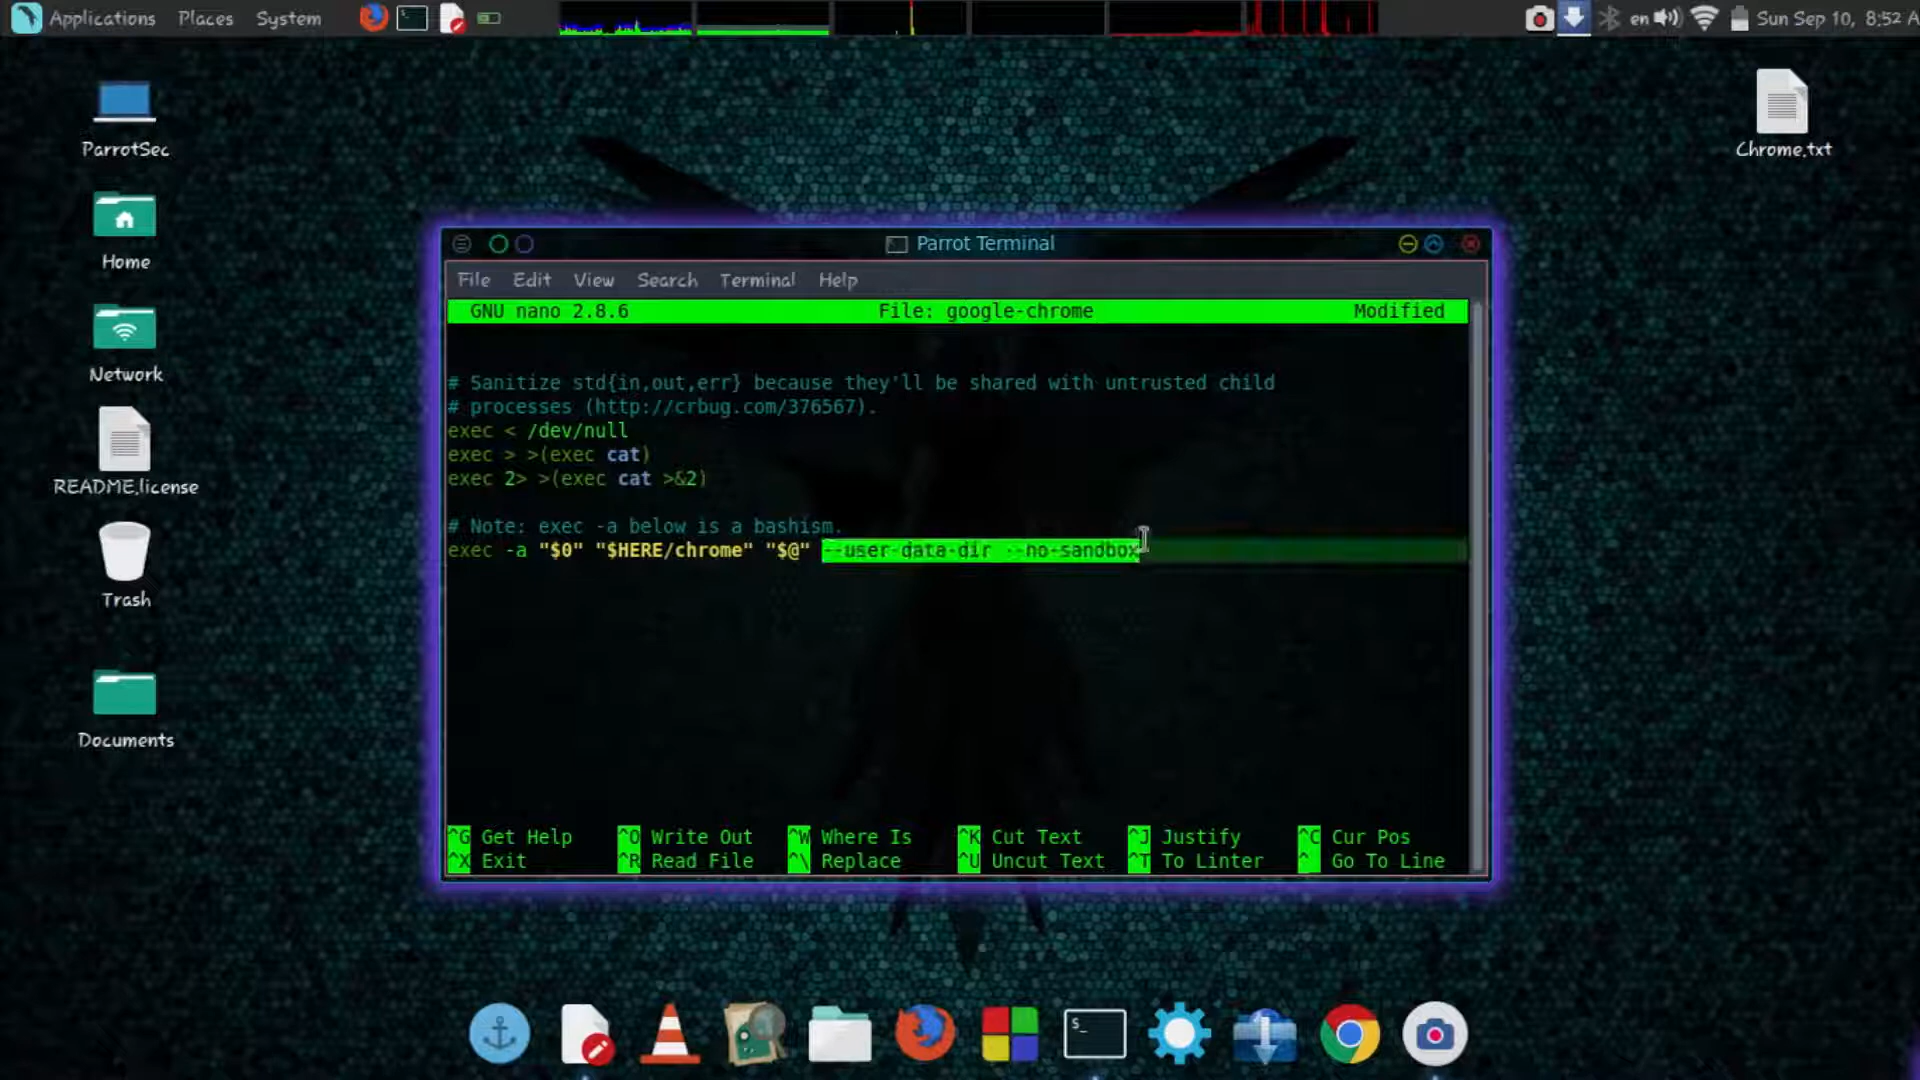 Applications Places System
en Sun Sep 10, 8:52 A
ParrotSec
Home
Network
README.license
Trash
Documents
Chrome.txt
Parrot Terminal
File Edit View Search Terminal Help
GNU nano 2.8.6 File: google-chrome Modified
# Sanitize std{in,out,err} because they'll be shared with untrusted child
# processes (http://crbug.com/376567).
exec < /dev/null
exec > >(exec cat)
exec 2> >(exec cat >&2)
# Note: exec -a below is a bashism.
exec -a "$0" "$HERE/chrome" "$@" --user-data-dir --no-sandbox
^G Get Help ^O Write Out ^W Where Is ^K Cut Text ^J Justify ^C Cur Pos
^X Exit ^R Read File ^\ Replace ^U Uncut Text ^T To Linter ^_ Go To Line
$_